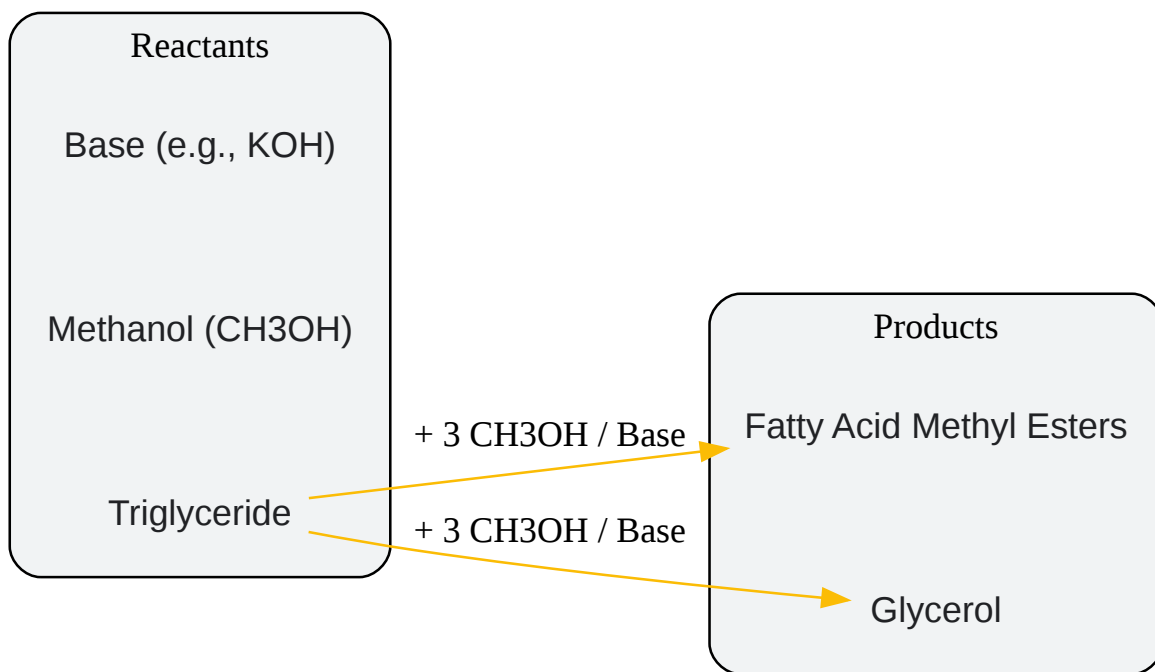 Reactants
Base (e.g., KOH)
Methanol (CH3OH)
Triglyceride
+ 3 CH3OH / Base
+ 3 CH3OH / Base
Products
Fatty Acid Methyl Esters
Glycerol